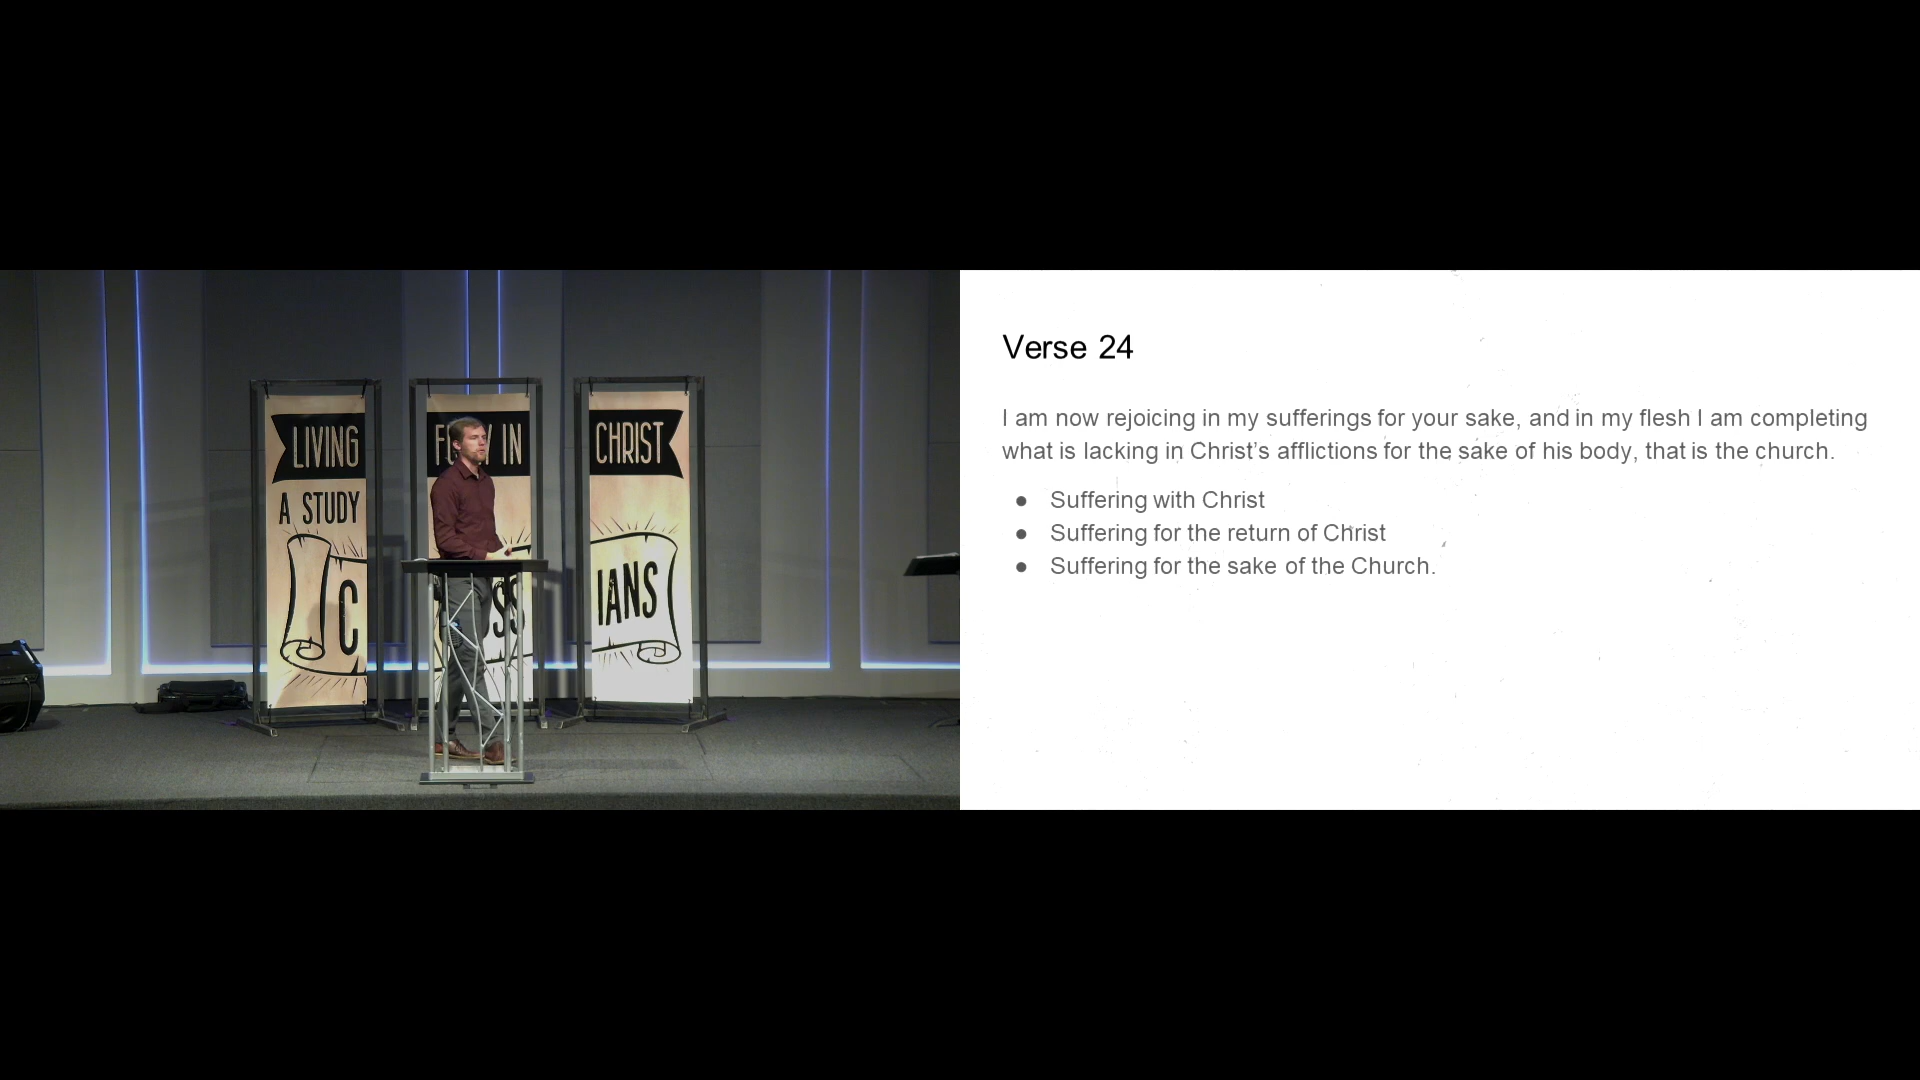 LIVING
IN
CHRIST
A STUDY
C
SS
IANS
Verse 24
I am now rejoicing in my sufferings for your sake, and in my flesh I am completing
what is lacking in Christ’s afflictions for the sake of his body, that is the church.
● Suffering with Christ
● Suffering for the return of Christ
● Suffering for the sake of the Church.